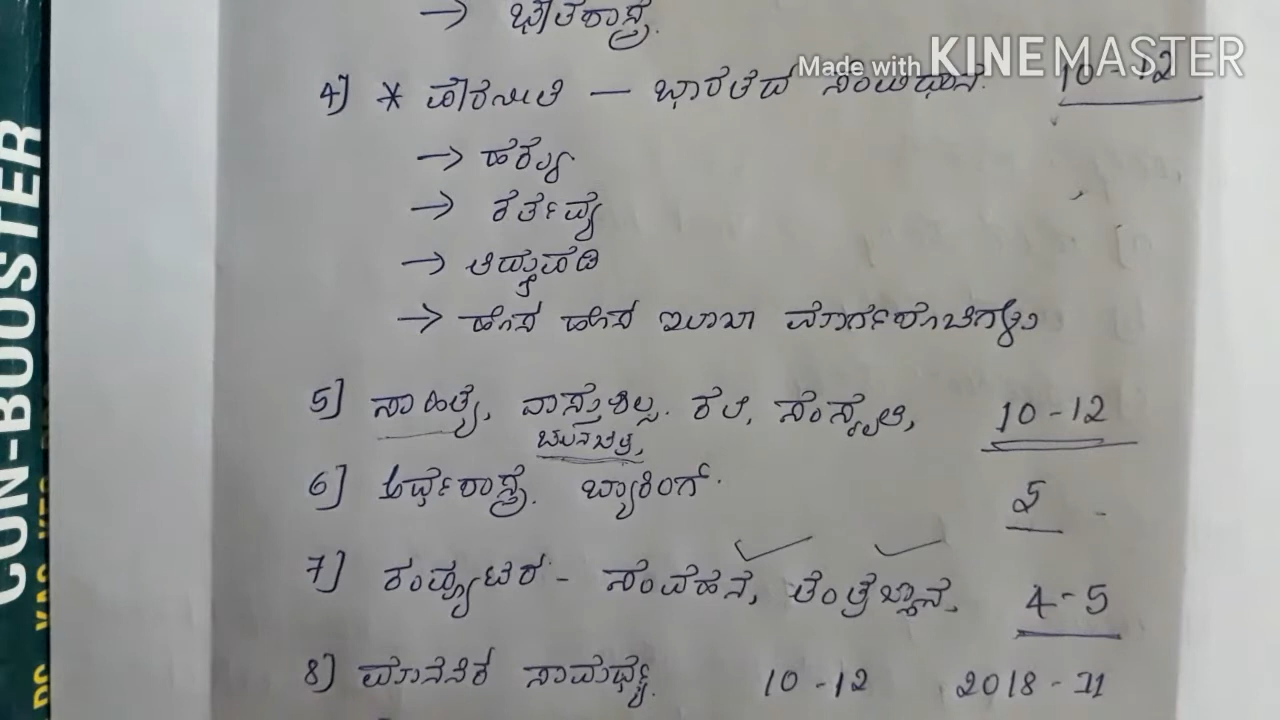 → ಭೌತಶಾಸ್ತ್ರ.
Made with KINEMASTER
4) * ಪೌರನೀತಿ — ಭಾರತದ ಸಂವಿಧಾನ. 10-12
→ ಹಕ್ಕು
→ ಕರ್ತವ್ಯ
→ ತಿದ್ದುಪಡಿ
→ ಹೊಸ ಹೊಸ ಇಲಾಖಾ ಮಾರ್ಗಸೂಚಿಗಳು
5) ಸಾಹಿತ್ಯ, ವಾಸ್ತುಶಿಲ್ಪ. ಕಲೆ, ಸಂಸ್ಕೃತಿ, 10-12
ಚಲನಚಿತ್ರ,
6) ಅರ್ಥಶಾಸ್ತ್ರ. ಬ್ಯಾಕಿಂಗ್. 5
7) ಕಂಪ್ಯೂಟರ - ಸಂವಹನ, ತಂತ್ರಜ್ಞಾನ, 4-5
8) ಮಾನಸಿಕ ಸಾಮರ್ಥ್ಯ. 10-12 2018-11
CON-BOOSTER